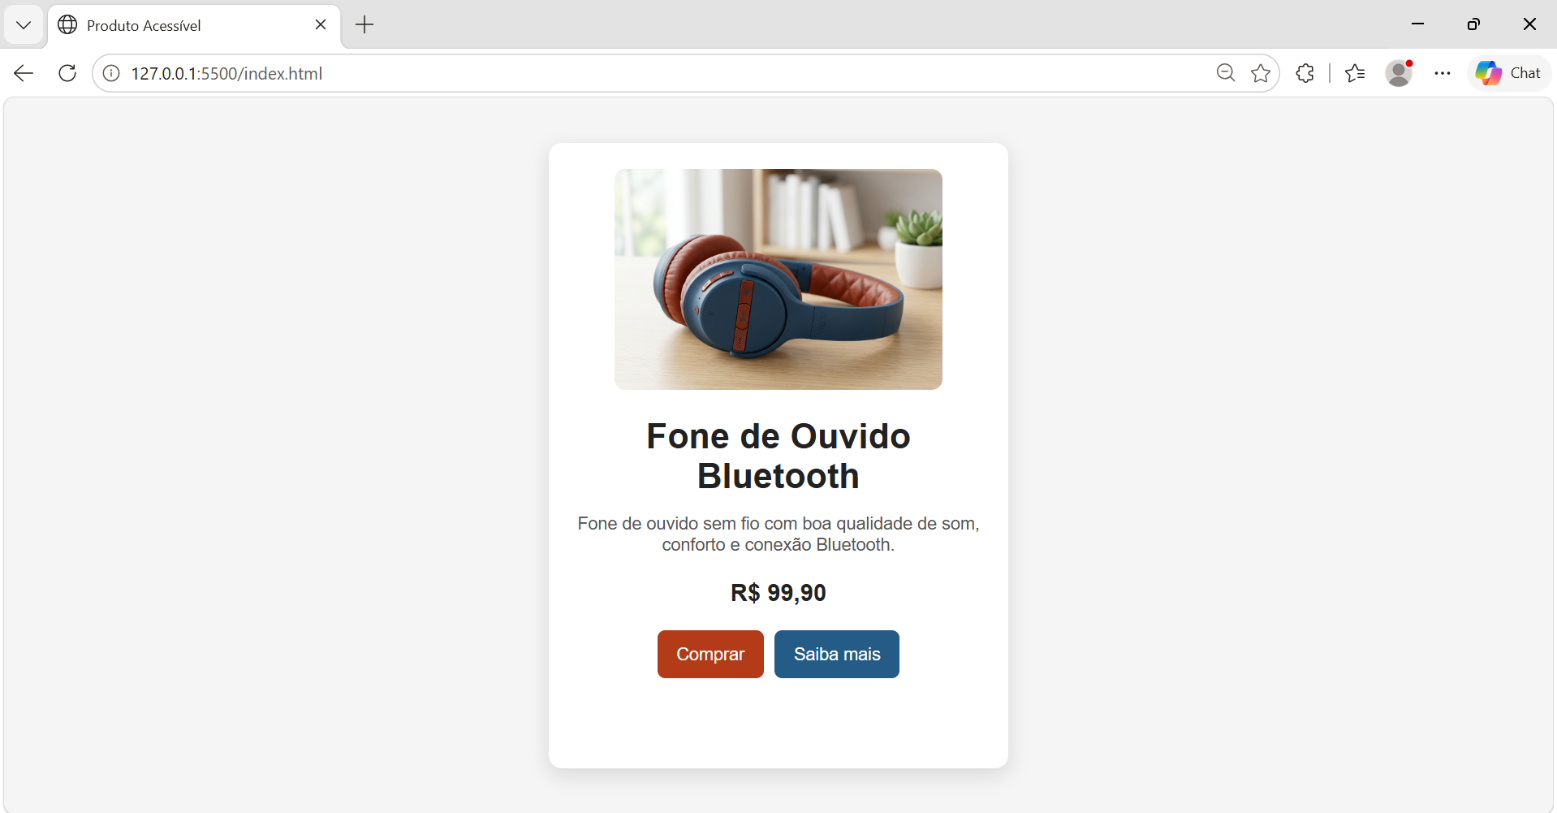 Produto Acessível
127.0.0.1:5500/index.html
Chat
Fone de Ouvido
Bluetooth
Fone de ouvido sem fio com boa qualidade de som,
conforto e conexão Bluetooth.
R$ 99,90
Comprar
Saiba mais